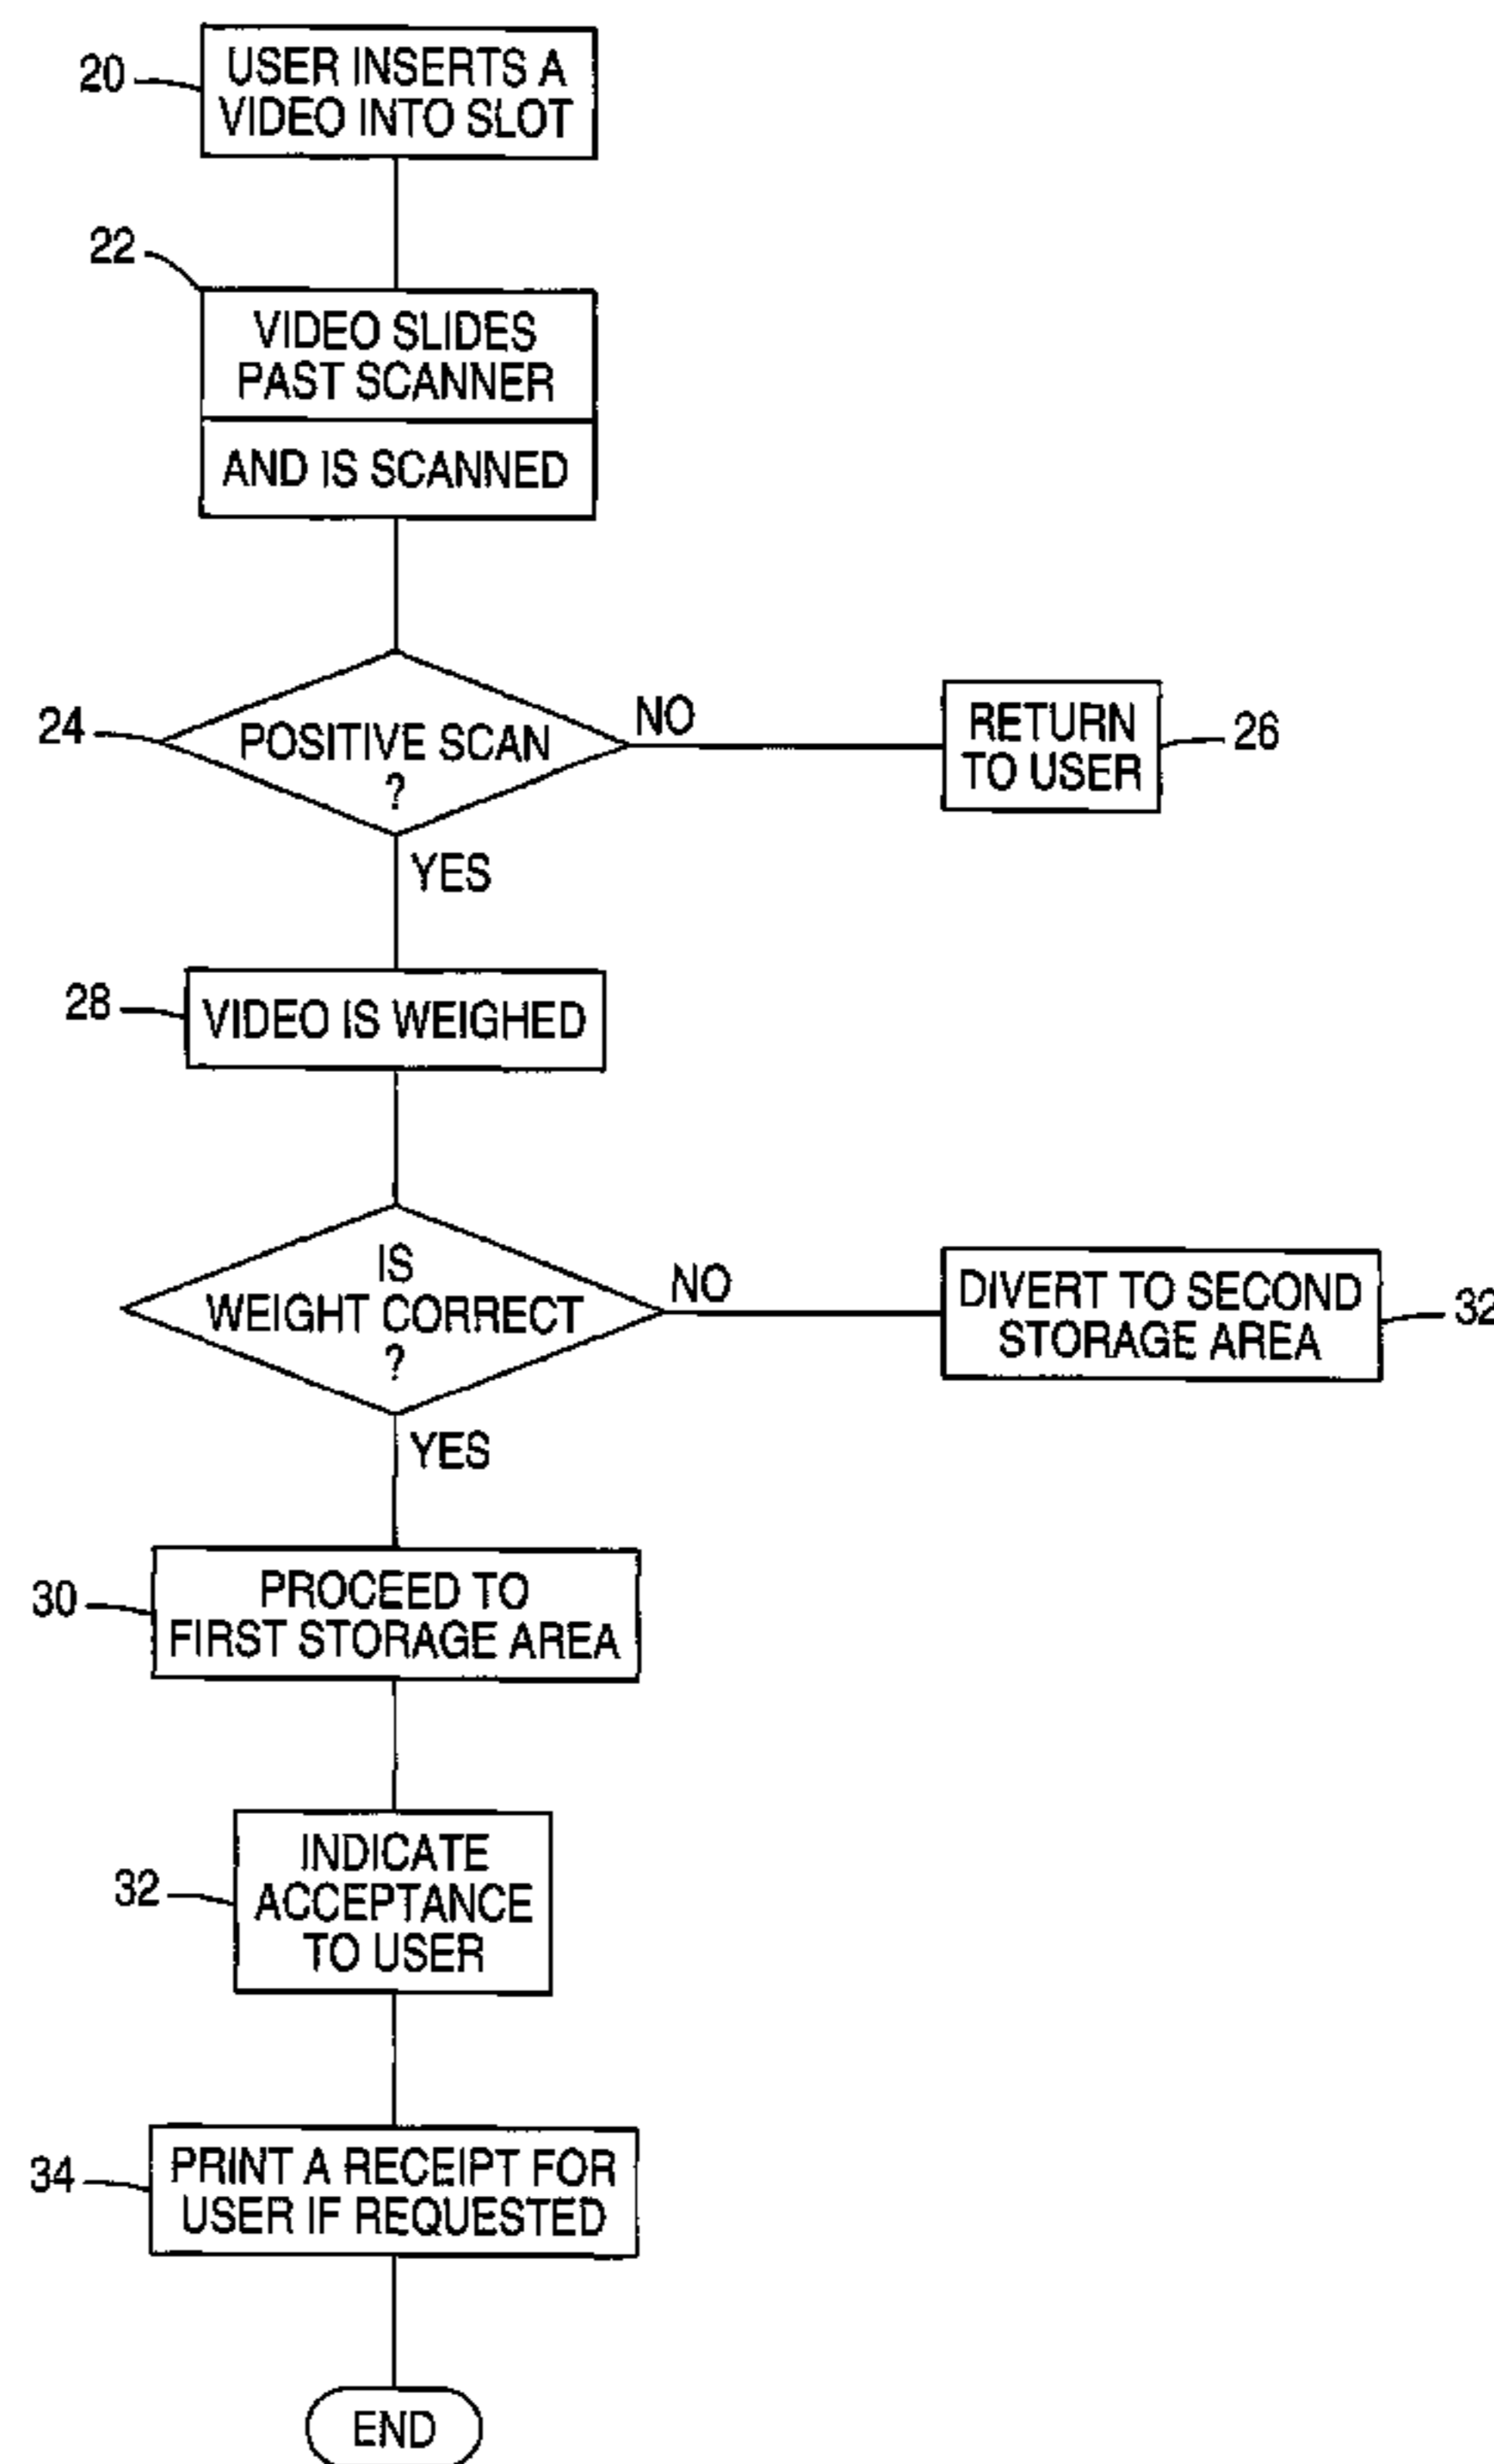 20
USER INSERTS A
VIDEO INTO SLOT
22
VIDEO SLIDES
PAST SCANNER
AND IS SCANNED
24
POSITIVE SCAN
?
NO
RETURN
TO USER
26
YES
28
VIDEO IS WEIGHED
IS
WEIGHT CORRECT
?
NO
DIVERT TO SECOND
STORAGE AREA
32
YES
30
PROCEED TO
FIRST STORAGE AREA
32
INDICATE
ACCEPTANCE
TO USER
34
PRINT A RECEIPT FOR
USER IF REQUESTED
END